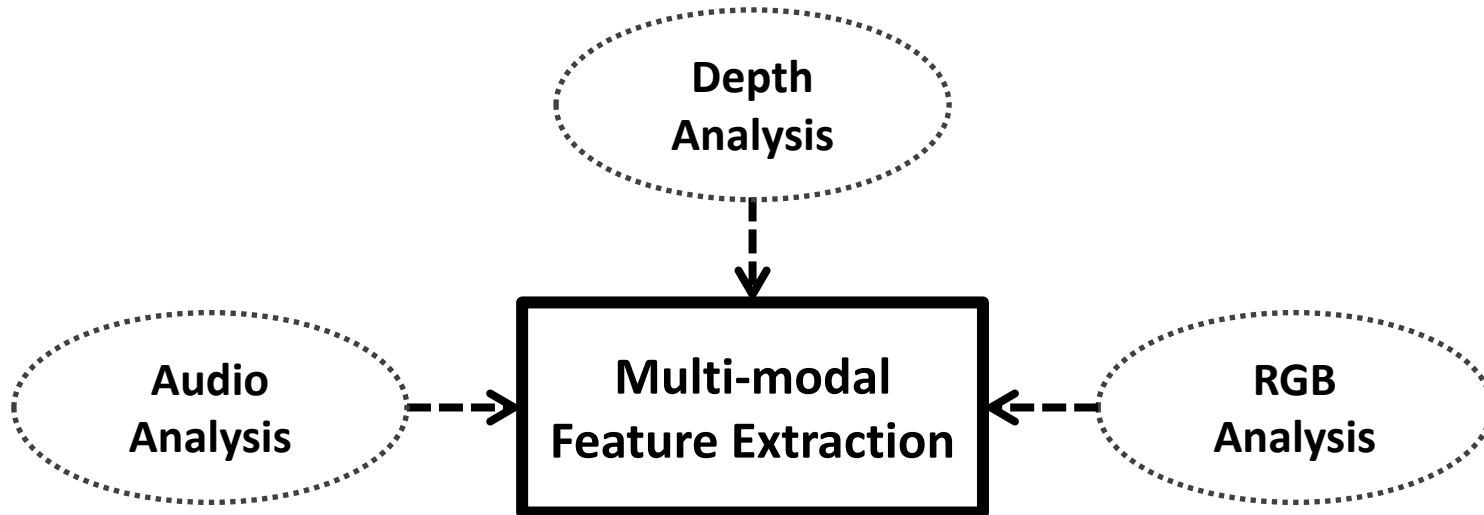 Depth
Analysis
Audio
Analysis
Multi-modal
Feature Extraction
RGB
Analysis